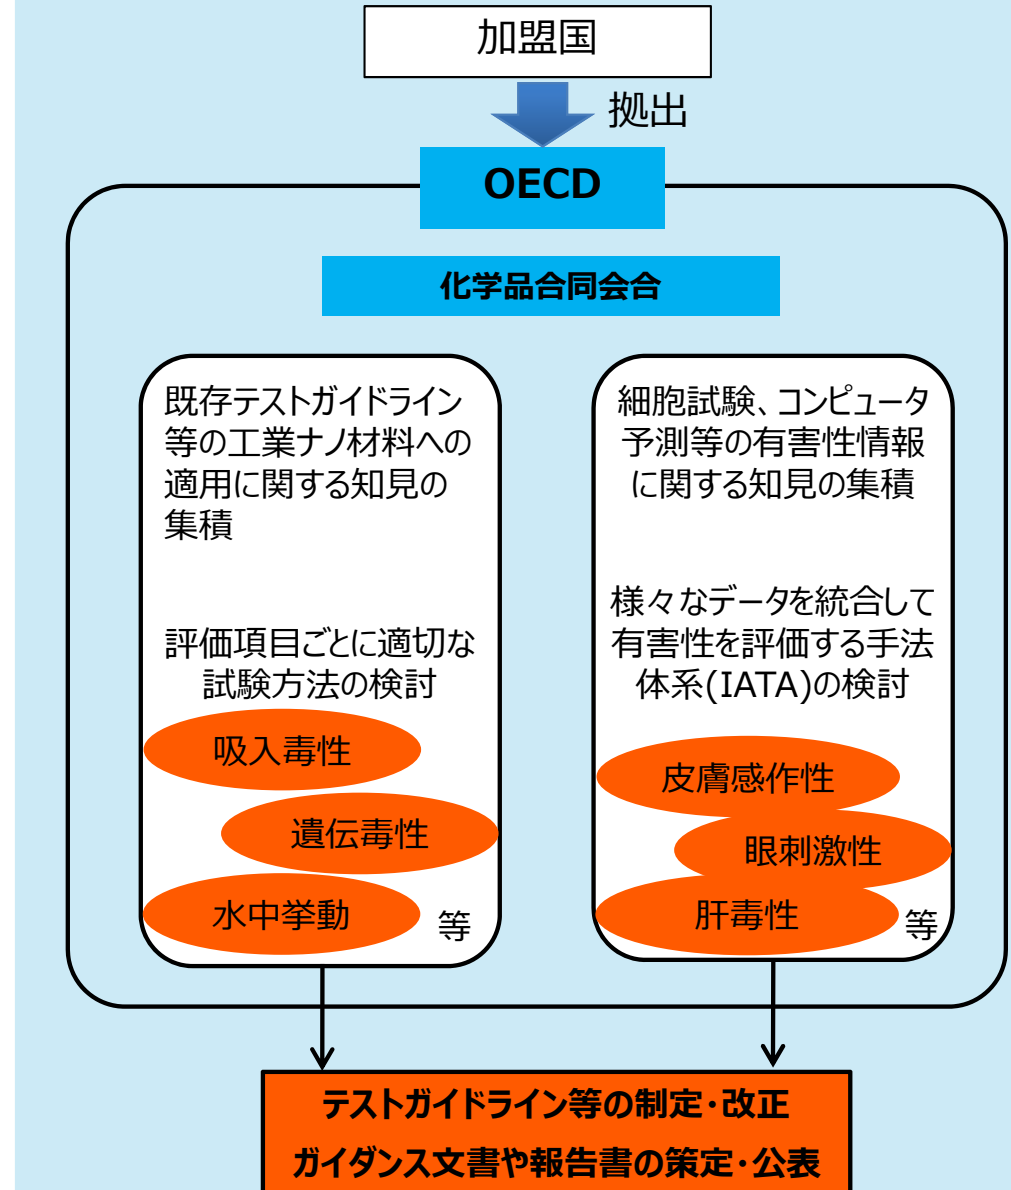 加盟国
拠出
OECD
化学品合同会合
既存テストガイドライン
等の工業ナノ材料への
適用に関する知見の
集積
評価項目ごとに適切な
試験方法の検討
吸入毒性
遺伝毒性
水中挙動
等
細胞試験、コンピュータ
予測等の有害性情報
に関する知見の集積
様々なデータを統合して
有害性を評価する手法
体系(IATA)の検討
皮膚感作性
眼刺激性
肝毒性
等
テストガイドライン等の制定・改正
ガイダンス文書や報告書の策定・公表